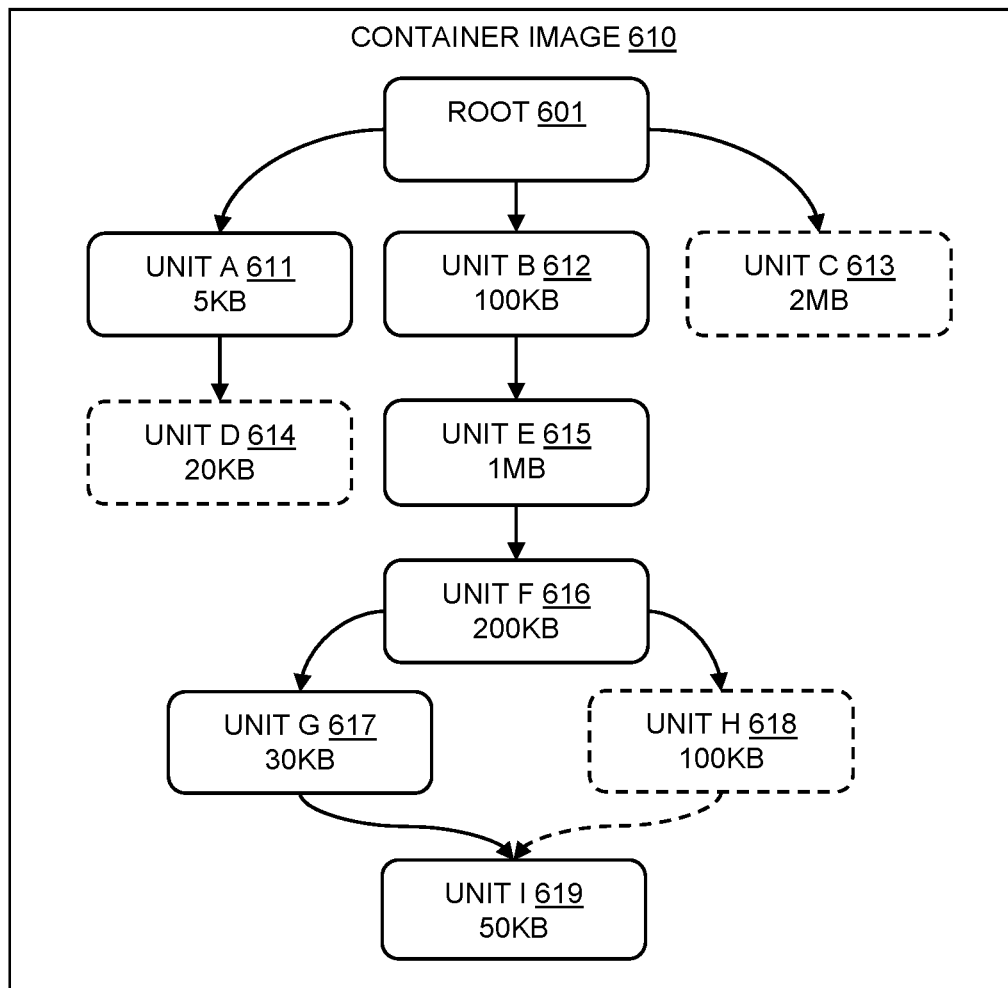 CONTAINER IMAGE 610
ROOT 601
UNIT A 611
5KB
UNIT B 612
100KB
UNIT C 613
2MB
UNIT D 614
20KB
UNIT E 615
1MB
UNIT F 616
200KB
UNIT G 617
30KB
UNIT H 618
100KB
UNIT I 619
50KB